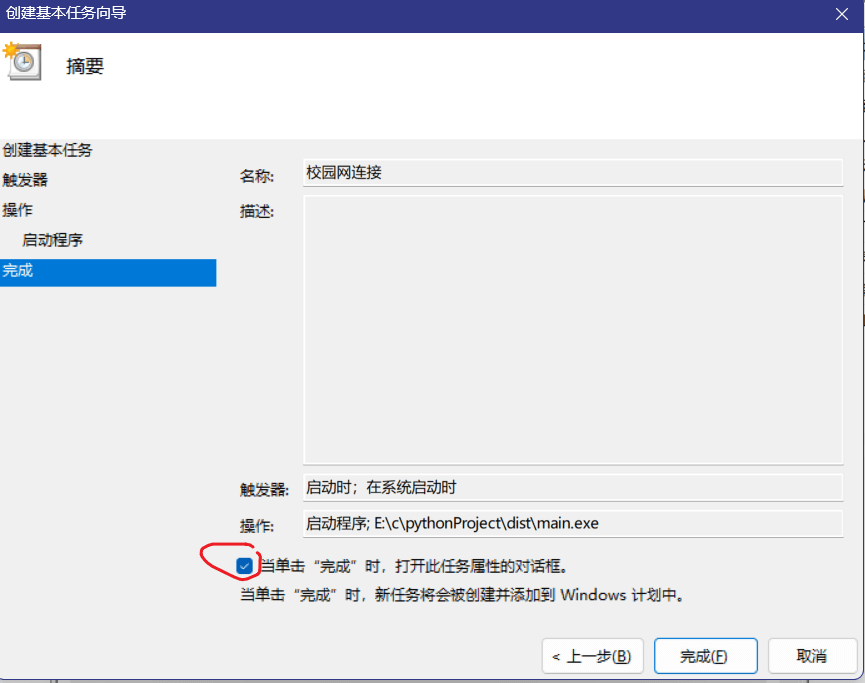 创建基本任务向导
摘要
创建基本任务
触发器
操作
启动程序
完成
名称: 校园网连接
描述:
触发器: 启动时；在系统启动时
操作: 启动程序; E:\c\pythonProject\dist\main.exe
当单击“完成”时，打开此任务属性的对话框。
当单击“完成”时，新任务将会被创建并添加到 Windows 计划中。
< 上一步(B) 完成(F) 取消